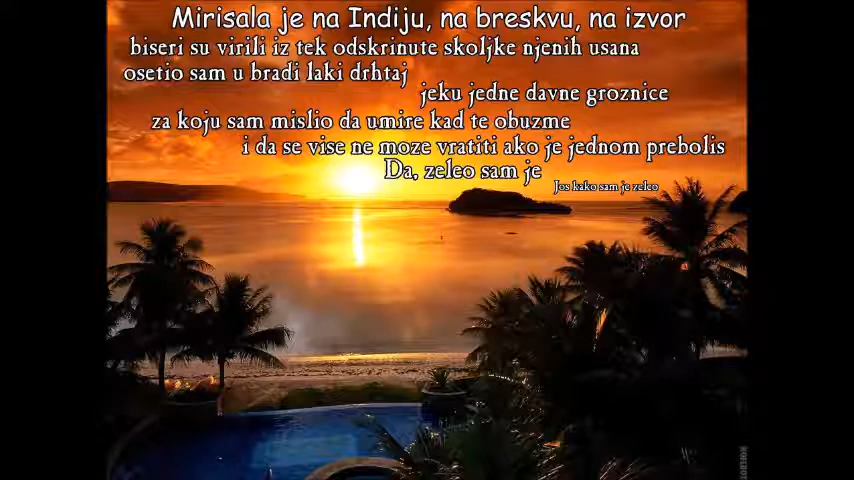 Mirisala je na Indiju, na breskvu, na izvor
biseri su virili iz tek odskrinute skoljke njenih usana
osetio sam u bradi laki drhtaj
jeku jedne davne groznice
za koju sam mislio da umire kad te obuzme
i da se vise ne moze vratiti ako je jednom prebolis
Da, zeleo sam je
Jos kako sam je zeleo